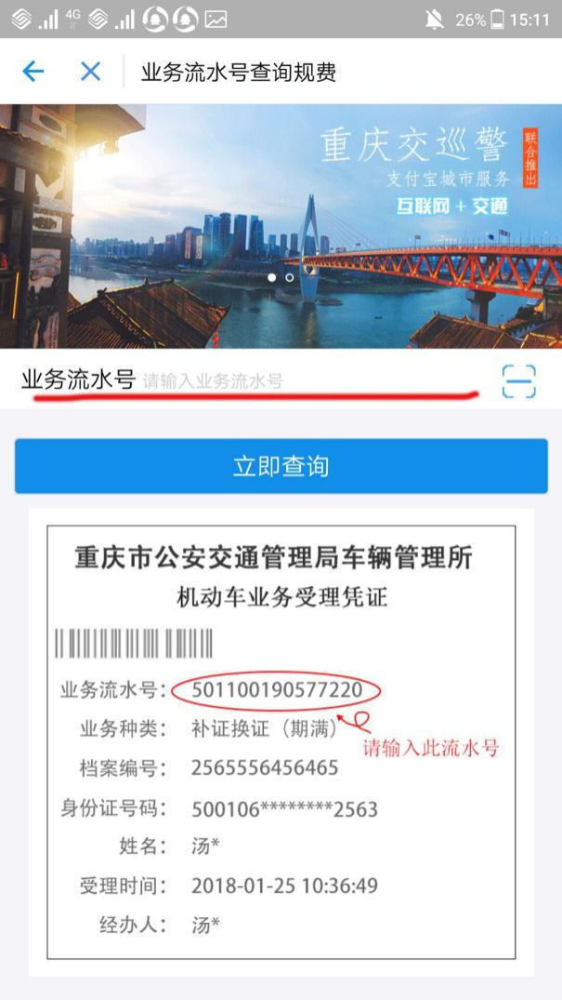 4G
26%
15:11
业务流水号查询规费
重庆交巡警
联合推出
支付宝城市服务
互联网+交通
业务流水号 请输入业务流水号
立即查询
重庆市公安交通管理局车辆管理所
机动车业务受理凭证
业务流水号： 501100190577220
业务种类： 补证换证（期满）
请输入此流水号
档案编号： 2565556456465
身份证号码： 500106********2563
姓名： 汤*
受理时间： 2018-01-25 10:36:49
经办人： 汤*